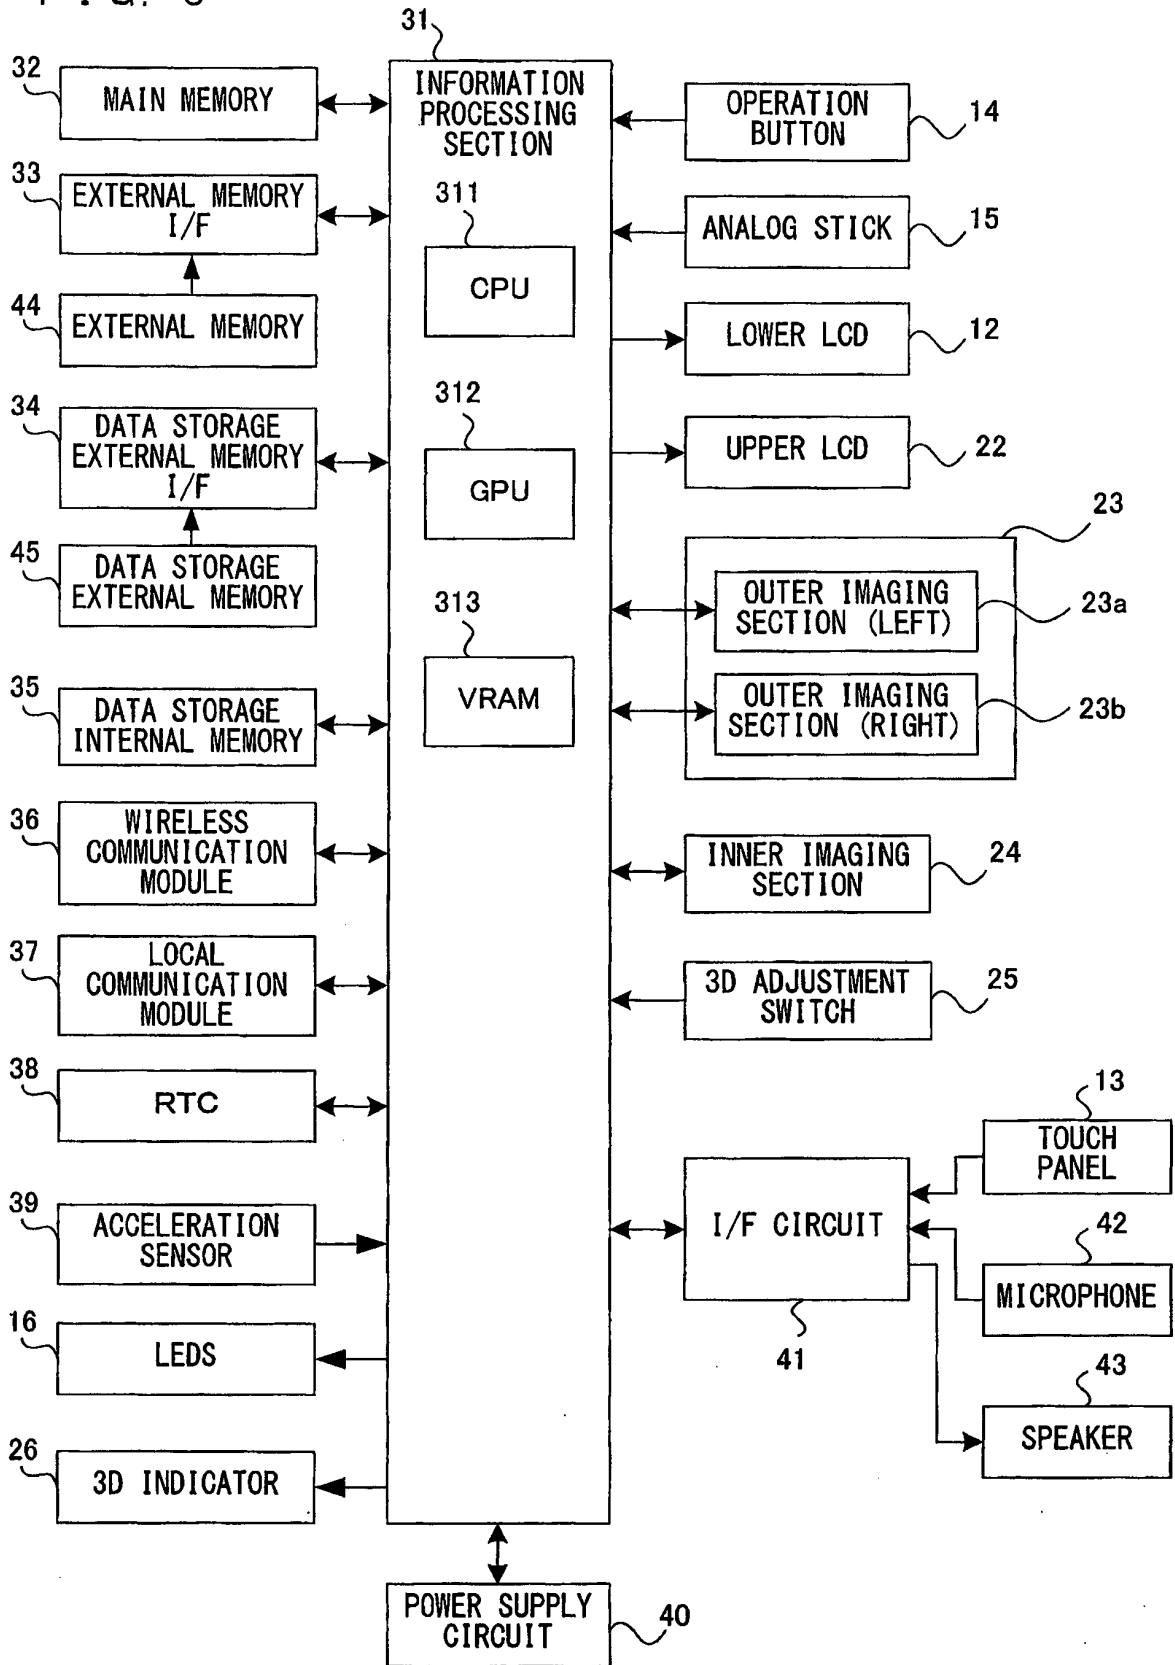 31
32
MAIN MEMORY
33
EXTERNAL MEMORY
I/F
44
EXTERNAL MEMORY
34
DATA STORAGE
EXTERNAL MEMORY
I/F
45
DATA STORAGE
EXTERNAL MEMORY
35
DATA STORAGE
INTERNAL MEMORY
36
WIRELESS
COMMUNICATION
MODULE
37
LOCAL
COMMUNICATION
MODULE
38
RTC
39
ACCELERATION
SENSOR
16
LEDS
26
3D INDICATOR
INFORMATION
PROCESSING
SECTION
311
CPU
312
GPU
313
VRAM
POWER SUPPLY
CIRCUIT
40
OPERATION
BUTTON
14
ANALOG STICK
15
LOWER LCD
12
UPPER LCD
22
23
OUTER IMAGING
SECTION (LEFT)
23a
OUTER IMAGING
SECTION (RIGHT)
23b
INNER IMAGING
SECTION
24
3D ADJUSTMENT
SWITCH
25
I/F CIRCUIT
41
13
TOUCH
PANEL
42
MICROPHONE
43
SPEAKER